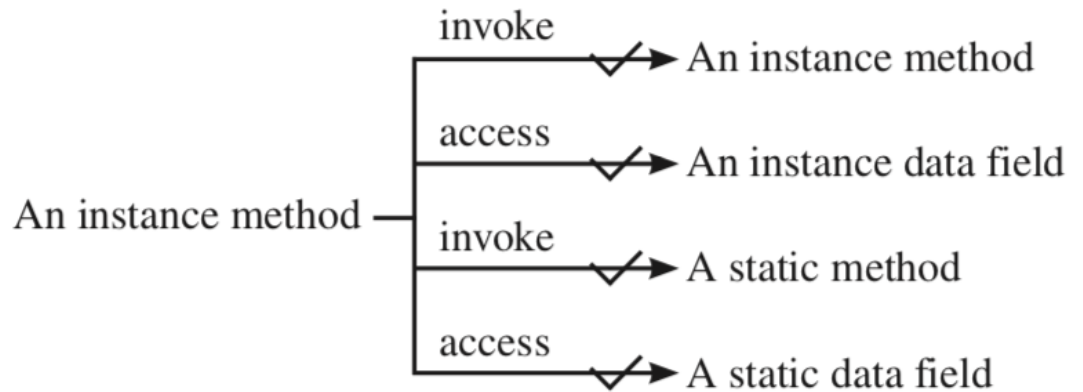 invoke
An instance method
access
An instance data field
An instance method
invoke
A static method
access
A static data field